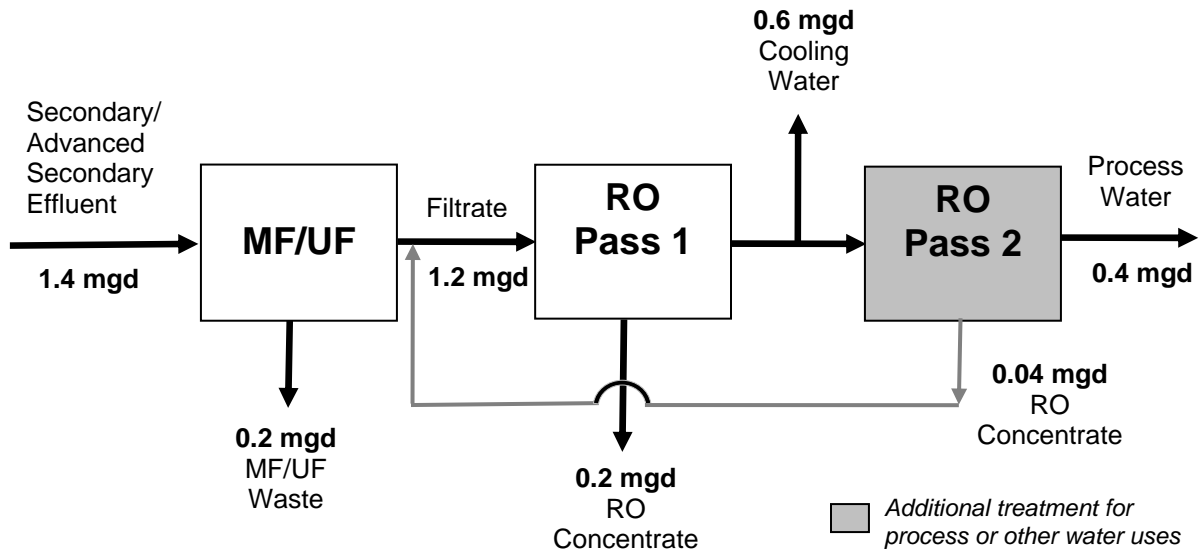 0.6 mgd
Cooling
Water
Secondary/
Advanced
Secondary
Effluent
1.4 mgd
MF/UF
Filtrate
1.2 mgd
RO
Pass 1
RO
Pass 2
Process
Water
0.4 mgd
0.2 mgd
MF/UF
Waste
0.2 mgd
RO
Concentrate
0.04 mgd
RO
Concentrate
Additional treatment for
process or other water uses